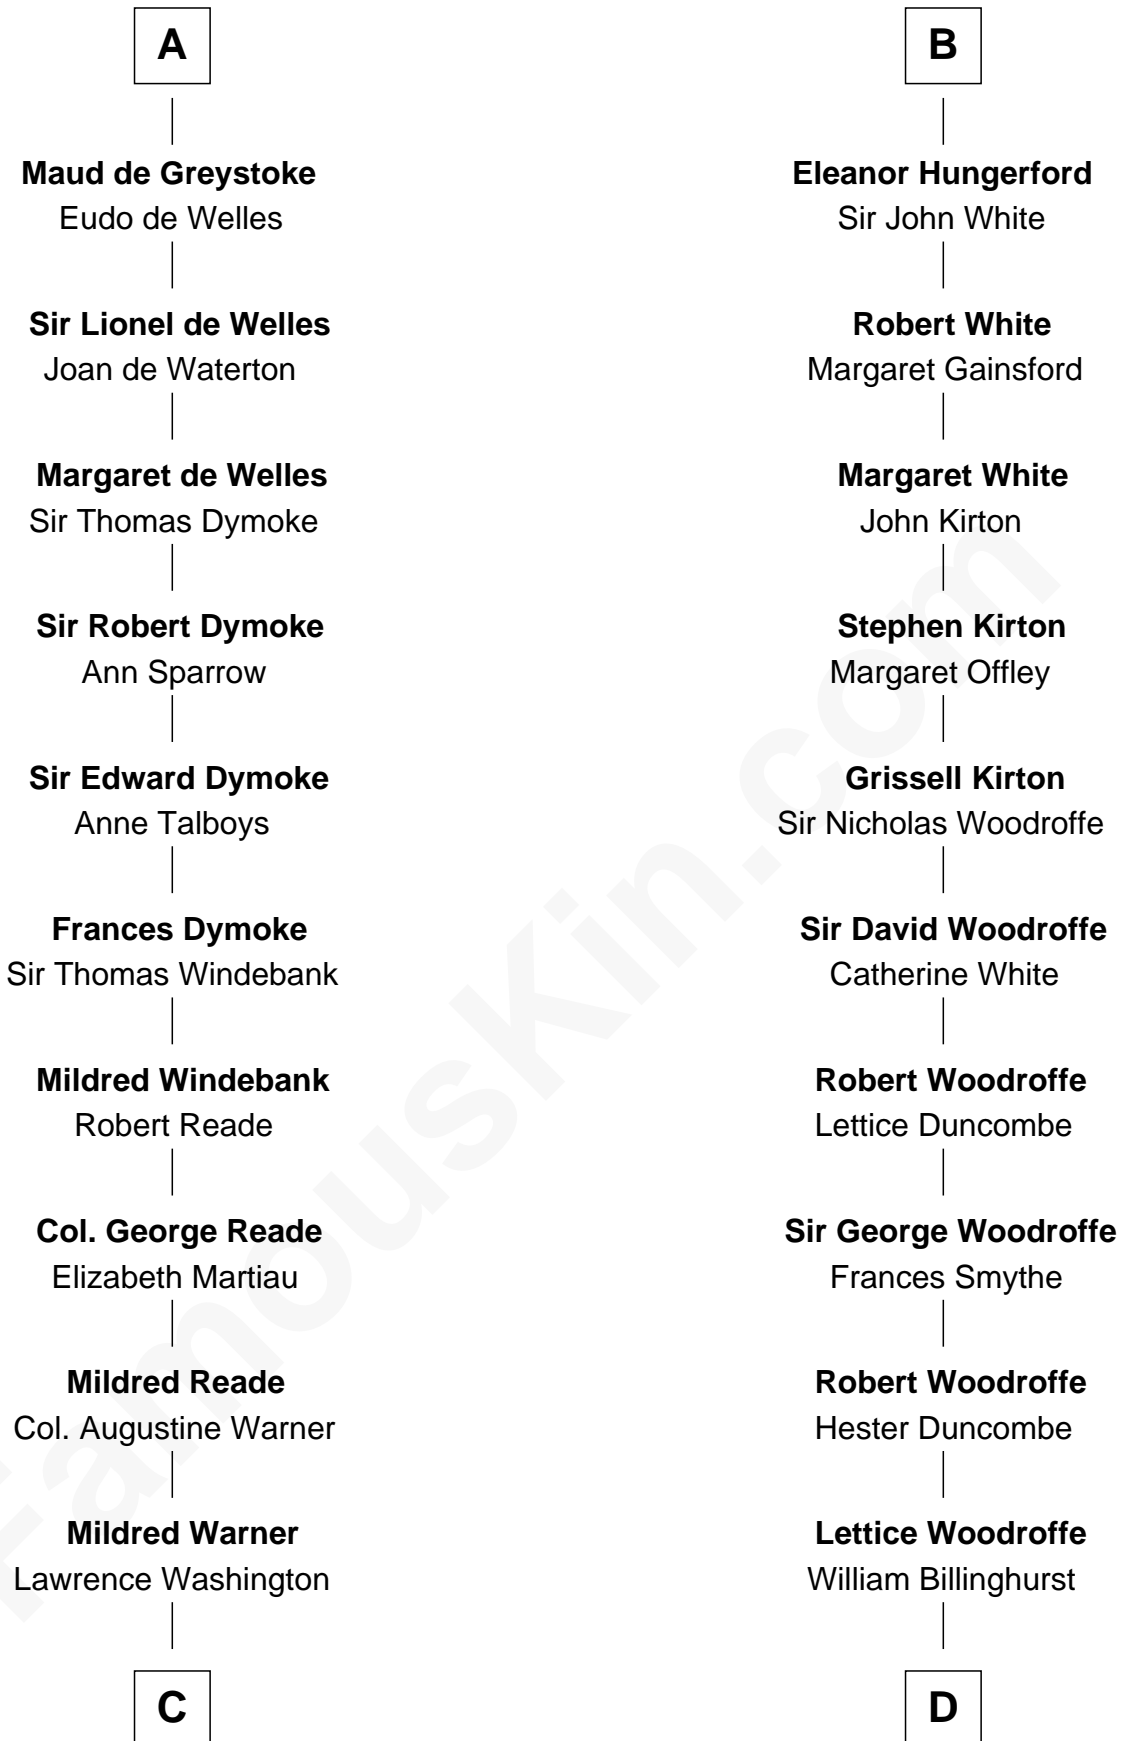 A
Maud de Greystoke
Eudo de Welles
Sir Lionel de Welles
Joan de Waterton
Margaret de Welles
Sir Thomas Dymoke
Sir Robert Dymoke
Ann Sparrow
Sir Edward Dymoke
Anne Talboys
Frances Dymoke
Sir Thomas Windebank
Mildred Windebank
Robert Reade
Col. George Reade
Elizabeth Martiau
Mildred Reade
Col. Augustine Warner
Mildred Warner
Lawrence Washington
C
B
Eleanor Hungerford
Sir John White
Robert White
Margaret Gainsford
Margaret White
John Kirton
Stephen Kirton
Margaret Offley
Grissell Kirton
Sir Nicholas Woodroffe
Sir David Woodroffe
Catherine White
Robert Woodroffe
Lettice Duncombe
Sir George Woodroffe
Frances Smythe
Robert Woodroffe
Hester Duncombe
Lettice Woodroffe
William Billinghurst
D
FamousKin.com